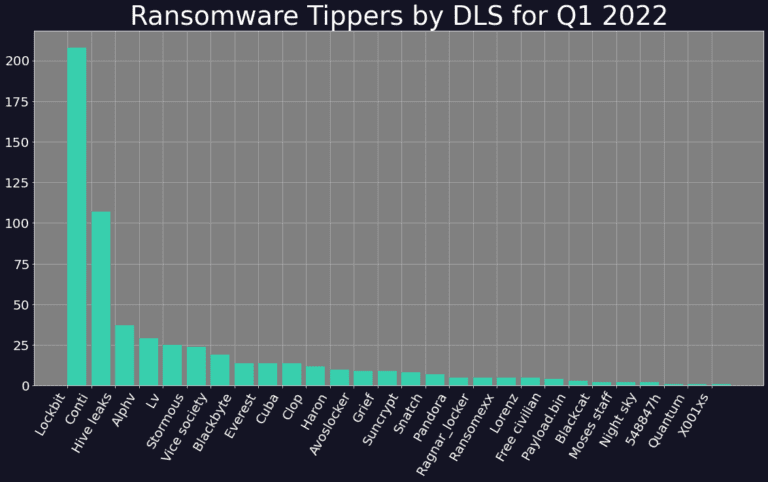 Ransomware Tippers by DLS for Q1 2022
200
175
150
125
100
75
50
25
0
Lockbit
Conti
Hive leaks
Alphv
Lv
Stormous
Vice society
Blackbyte
Everest
Cuba
Clop
Haron
Avoslocker
Grief
Suncrypt
Snatch
Pandora
Ragnar_locker
Ransomexx
Lorenz
Free civilian
Payload.bin
Blackcat
Moses staff
Night sky
548847h
Quantum
X001xs